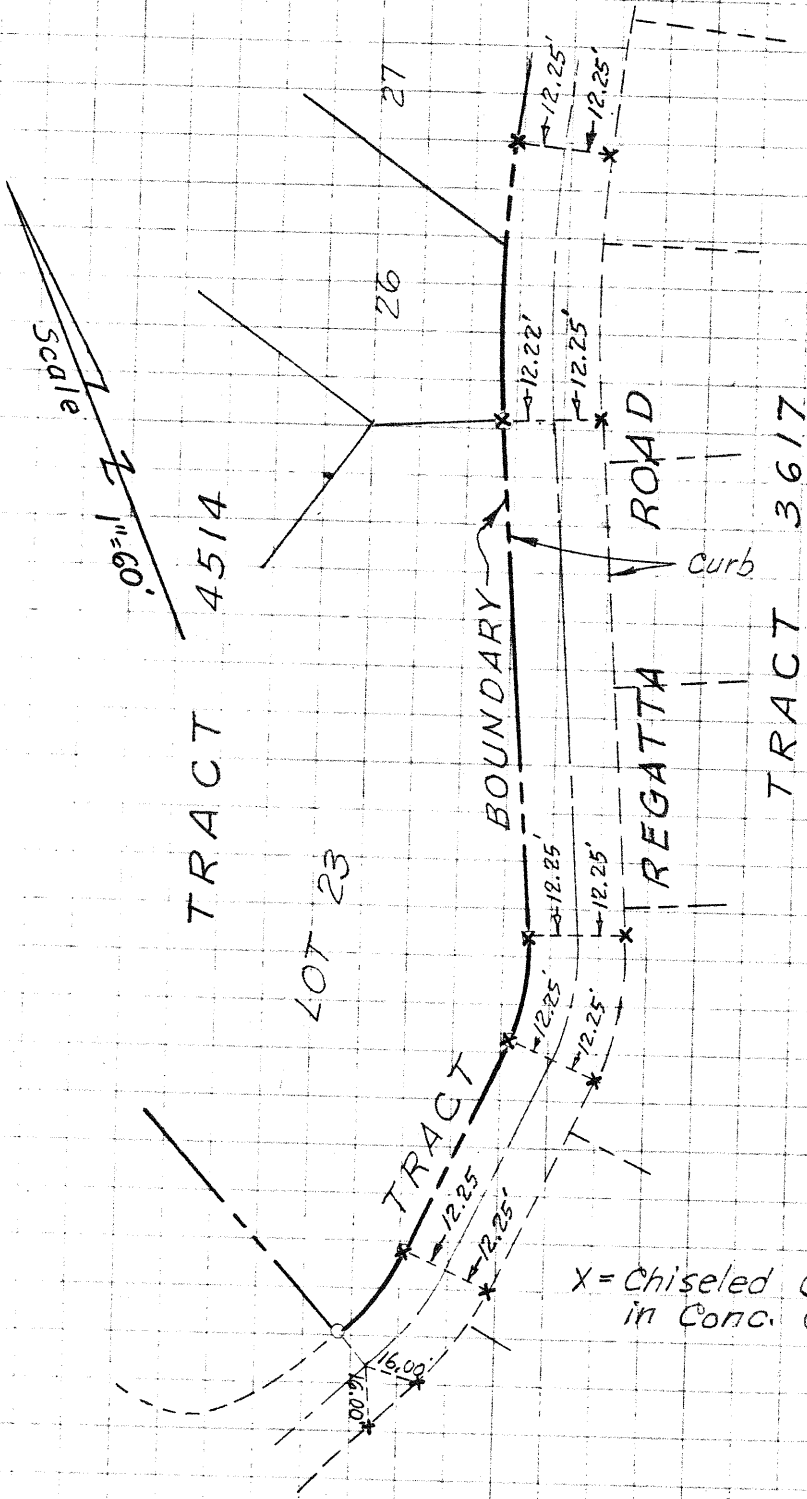 27
12.25'
12.25'
26
Scale 1"=60'
12.22'
12.25'
TRACT 4514
REGATTA ROAD
Curb
TRACT 3617
TRACT BOUNDARY
LOT 23
12.25'
12.25'
12.25'
12.25'
12.25
12.25'
X = Chiseled
in Conc.
16.00'
16.00'